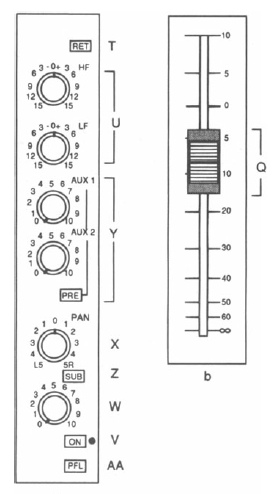 RET T
3 -0+ 3 HF
6 6
9 9
12 12
15 15
U
3 -0+ 3 LF
6 6
9 9
12 12
15 15
4 5 6 AUX 1
3 7
2 8
1 9
0 10
Y
4 5 6 AUX 2
3 7
2 8
1 9
0 10
PRE
1 0 1 PAN
2 2
3 3 X
4 4
L5 5R
SUB Z
4 5 6
3 7
2 8 W
1 9
0 10
ON V
PFL AA
10
5
0
5
Q
10
20
30
40
50
60
∞
b